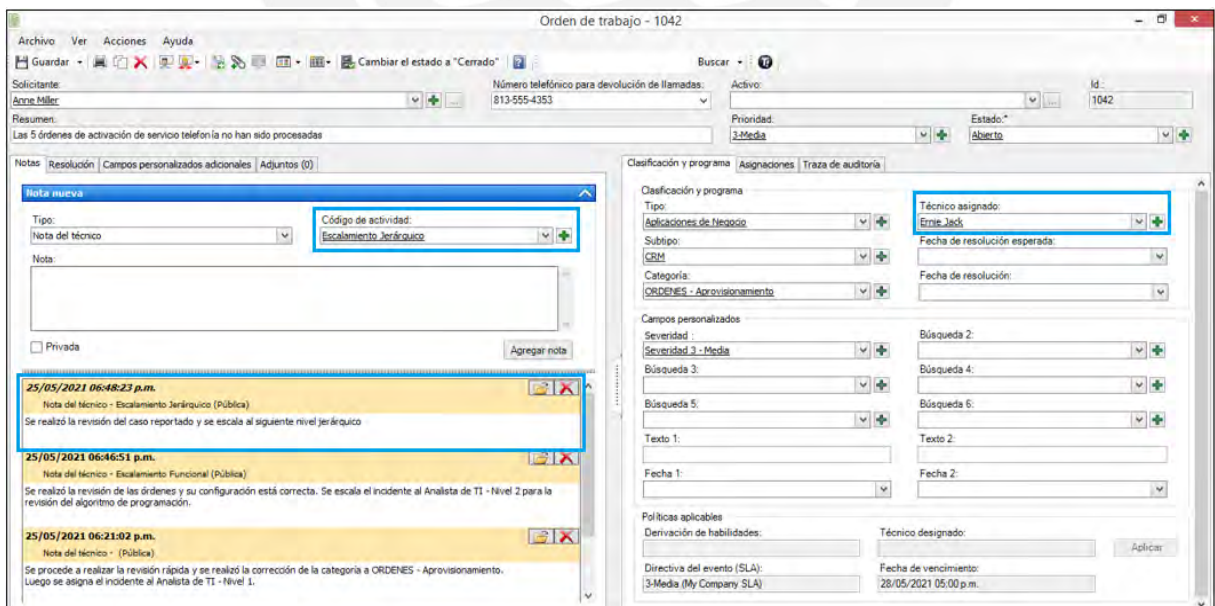 Orden de trabajo - 1042
Archivo Ver Acciones Ayuda
Guardar Cambiar el estado a "Cerrado" Buscar
Solicitante: Número telefónico para devolución de llamadas: Activo: Id.:
Anne Miller 813-555-4353 1042
Resumen: Prioridad: Estado:*
Las 5 órdenes de activación de servicio telefonía no han sido procesadas 3-Media Abierto
Notas Resolución Campos personalizados adicionales Adjuntos (0)
Nota nueva
Tipo: Código de actividad:
Nota del técnico Escalamiento Jerárquico
Nota:
Privada Agregar nota
25/05/2021 06:48:23 p.m.
Nota del técnico - Escalamiento Jerárquico (Pública)
Se realizó la revisión del caso reportado y se escala al siguiente nivel jerárquico
25/05/2021 06:46:51 p.m.
Nota del técnico - Escalamiento Funcional (Pública)
Se realizó la revisión de las órdenes y su configuración está correcta. Se escala el incidente al Analista de TI - Nivel 2 para la
revisión del algoritmo de programación.
25/05/2021 06:21:02 p.m.
Nota del técnico - (Pública)
Se procede a realizar la revisión rápida y se realizó la corrección de la categoria a ORDENES - Aprovisionamiento.
Luego se asigna el incidente al Analista de TI - Nivel 1.
Clasificación y programa Asignaciones Traza de auditoría
Clasificación y programa
Tipo: Técnico asignado:
Aplicaciones de Negocio Ernie Jack
Subtipo: Fecha de resolución esperada:
CRM
Categoría: Fecha de resolución:
ORDENES - Aprovisionamiento
Campos personalizados
Severidad : Búsqueda 2:
Severidad 3 - Media
Búsqueda 3: Búsqueda 4:
Búsqueda 5: Búsqueda 6:
Texto 1: Texto 2:
Fecha 1: Fecha 2:
Políticas aplicables
Derivación de habilidades: Técnico designado:
Aplicar
Directiva del evento (SLA): Fecha de vencimiento:
3-Media (My Company SLA) 28/05/2021 05:00 p.m.